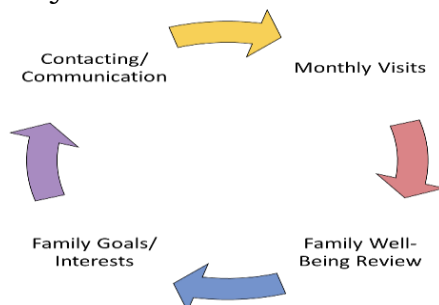 Contacting/
Communication
Monthly Visits
Family Well-
Being Review
Family Goals/
Interests